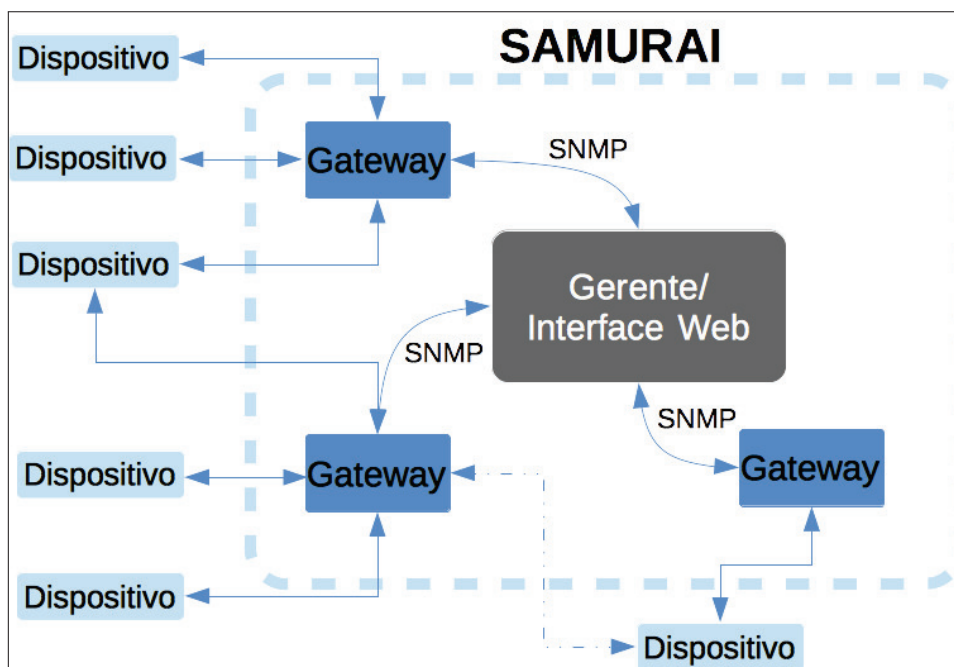 SAMURAI
Dispositivo
Dispositivo
Gateway
SNMP
Dispositivo
Gerente/
Interface Web
SNMP
SNMP
Dispositivo
Gateway
Gateway
Dispositivo
Dispositivo